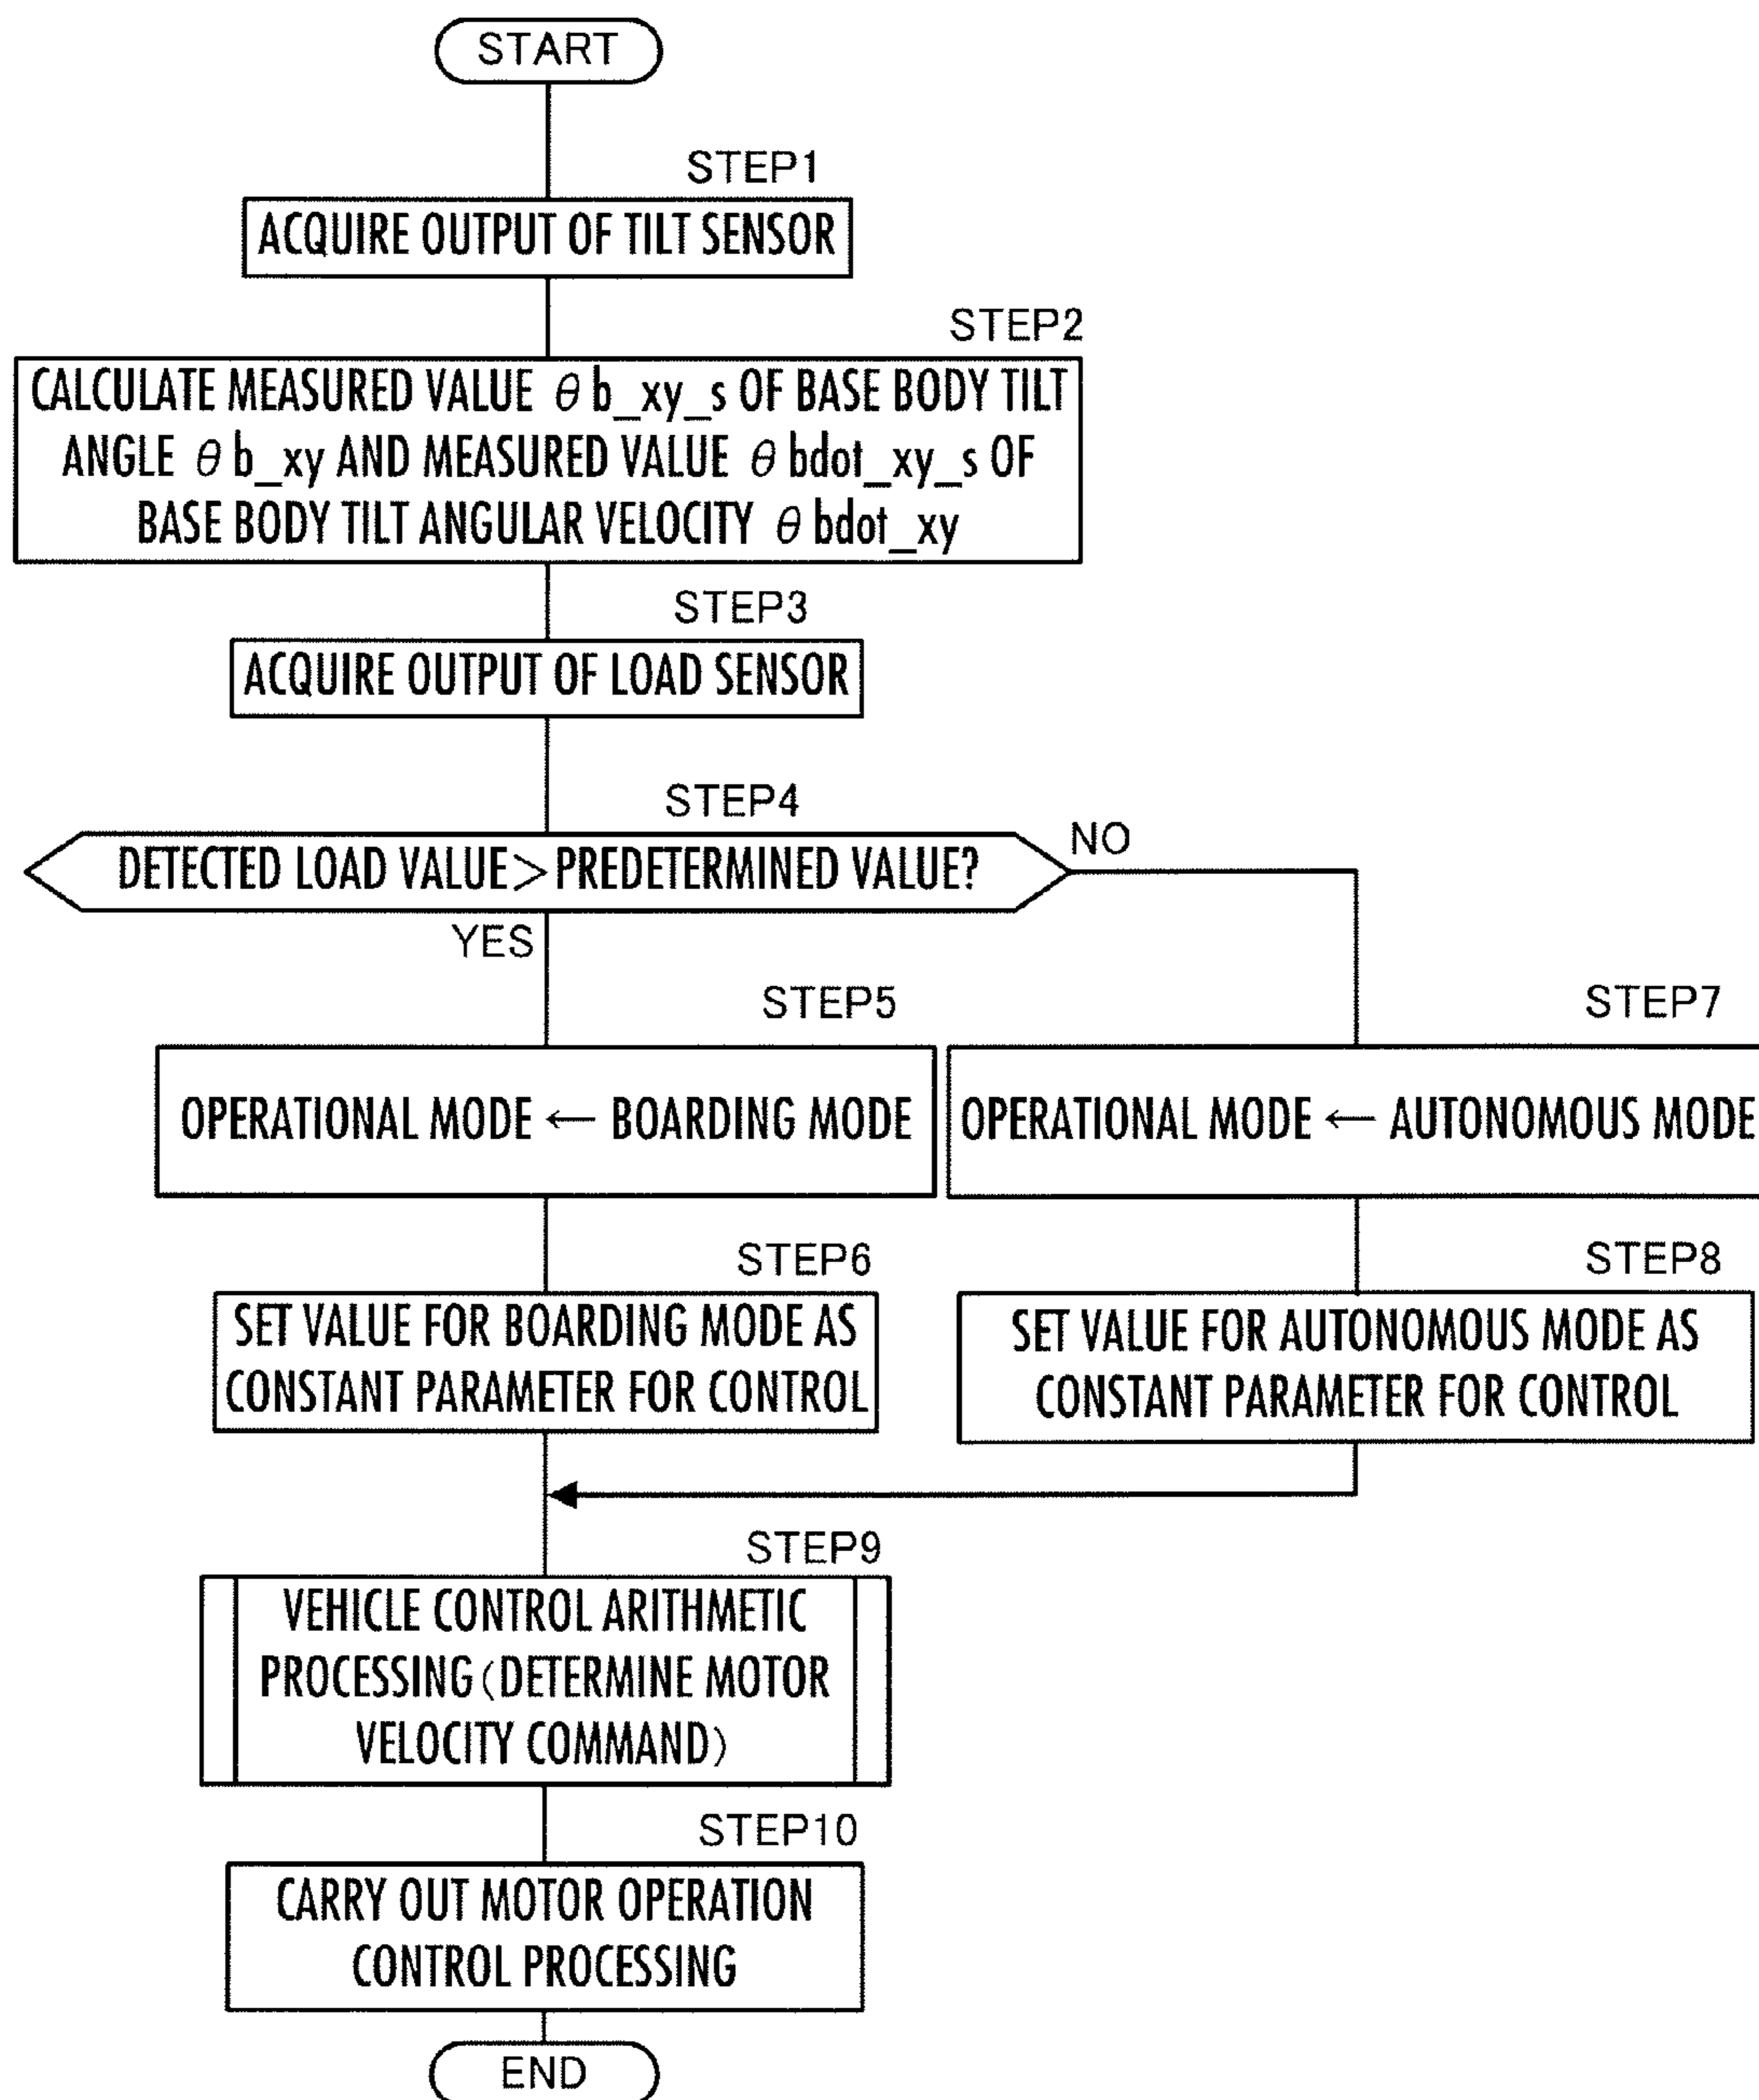 START
STEP1
ACQUIRE OUTPUT OF TILT SENSOR
STEP2
CALCULATE MEASURED VALUE θ b_xy_s OF BASE BODY TILT
ANGLE θ b_xy AND MEASURED VALUE θ bdot_xy_s OF
BASE BODY TILT ANGULAR VELOCITY θ bdot_xy
STEP3
ACQUIRE OUTPUT OF LOAD SENSOR
STEP4
DETECTED LOAD VALUE>PREDETERMINED VALUE?
NO
YES
STEP5
OPERATIONAL MODE ← BOARDING MODE
STEP7
OPERATIONAL MODE ← AUTONOMOUS MODE
STEP6
SET VALUE FOR BOARDING MODE AS
CONSTANT PARAMETER FOR CONTROL
STEP8
SET VALUE FOR AUTONOMOUS MODE AS
CONSTANT PARAMETER FOR CONTROL
STEP9
VEHICLE CONTROL ARITHMETIC
PROCESSING(DETERMINE MOTOR
VELOCITY COMMAND)
STEP10
CARRY OUT MOTOR OPERATION
CONTROL PROCESSING
END